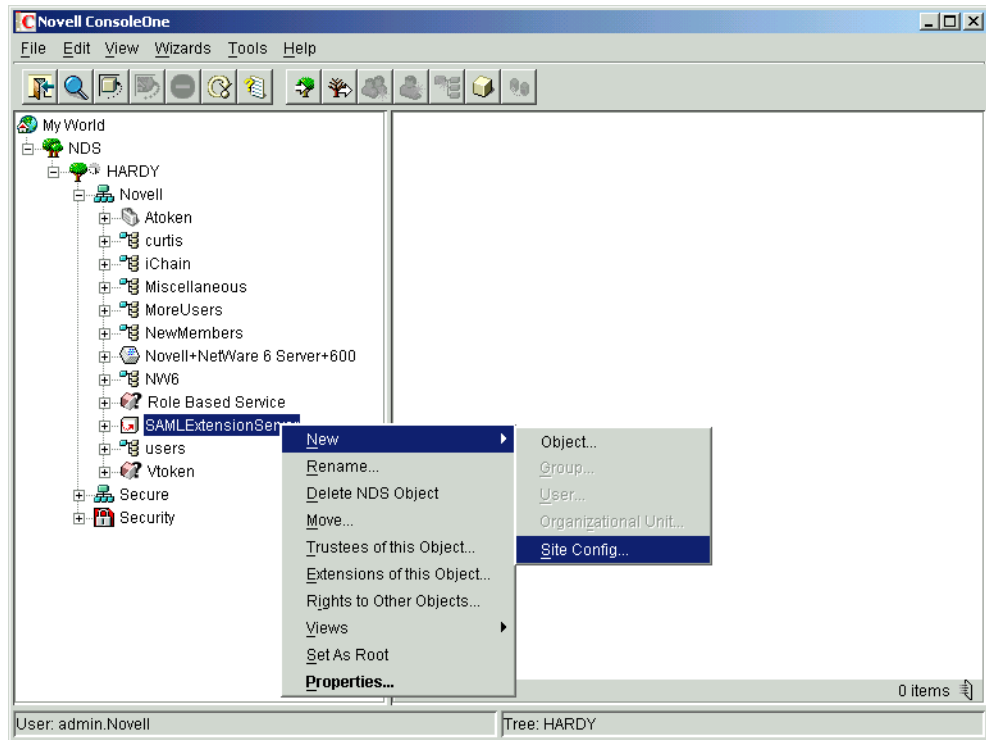 Novell ConsoleOne
File Edit View Wizards Tools Help
My World
NDS
HARDY
Novell
Atoken
curtis
iChain
Miscellaneous
MoreUsers
NewMembers
Novell+NetWare 6 Server+600
NW6
Role Based Service
SAMLExtensionServer
users
Vtoken
Secure
Security
New
Rename...
Delete NDS Object
Move...
Trustees of this Object...
Extensions of this Object...
Rights to Other Objects...
Views
Set As Root
Properties...
Object...
Group...
User...
Organizational Unit...
Site Config...
0 items
User: admin.Novell
Tree: HARDY